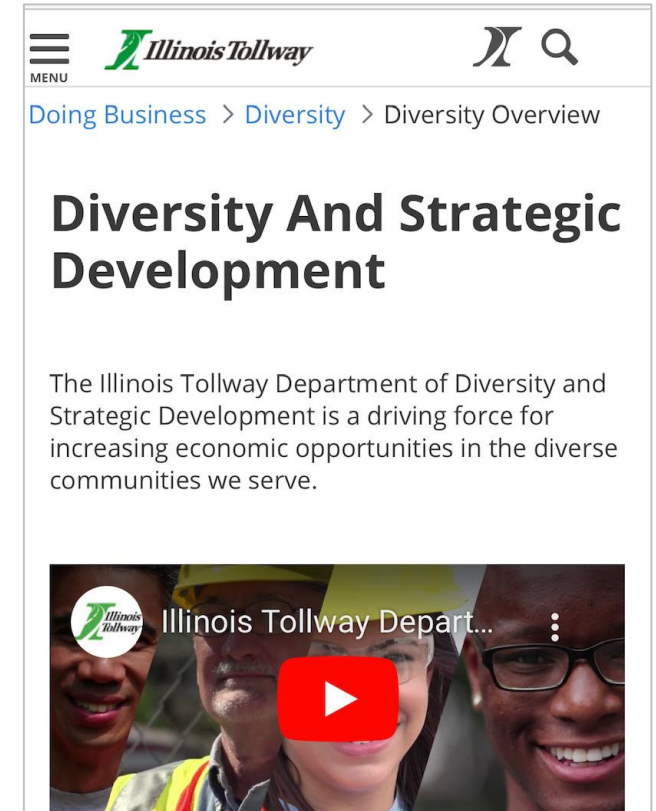 Illinois Tollway
MENU
Doing Business > Diversity > Diversity Overview
Diversity And Strategic
Development
The Illinois Tollway Department of Diversity and
Strategic Development is a driving force for
increasing economic opportunities in the diverse
communities we serve.
Illinois Tollway Depart...
Illinois
Tollway